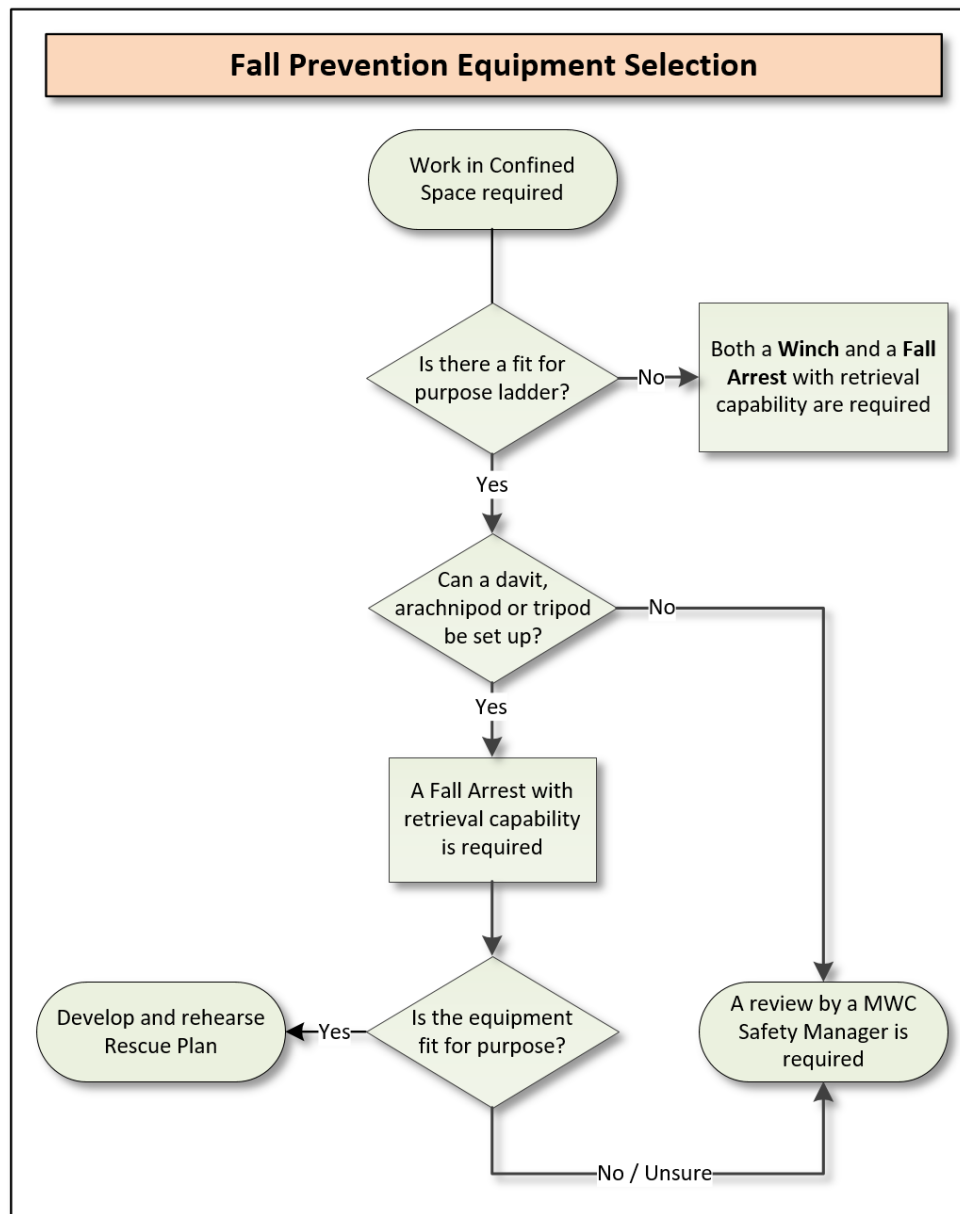 Fall Prevention Equipment Selection
Work in Confined
Space required
Is there a fit for
purpose ladder?
No
Both a Winch and a Fall
Arrest with retrieval
capability are required
Yes
Can a davit,
arachnipod or tripod
be set up?
No
Yes
A Fall Arrest with
retrieval capability
is required
Is the equipment
fit for purpose?
Yes
Develop and rehearse
Rescue Plan
A review by a MWC
Safety Manager is
required
No / Unsure